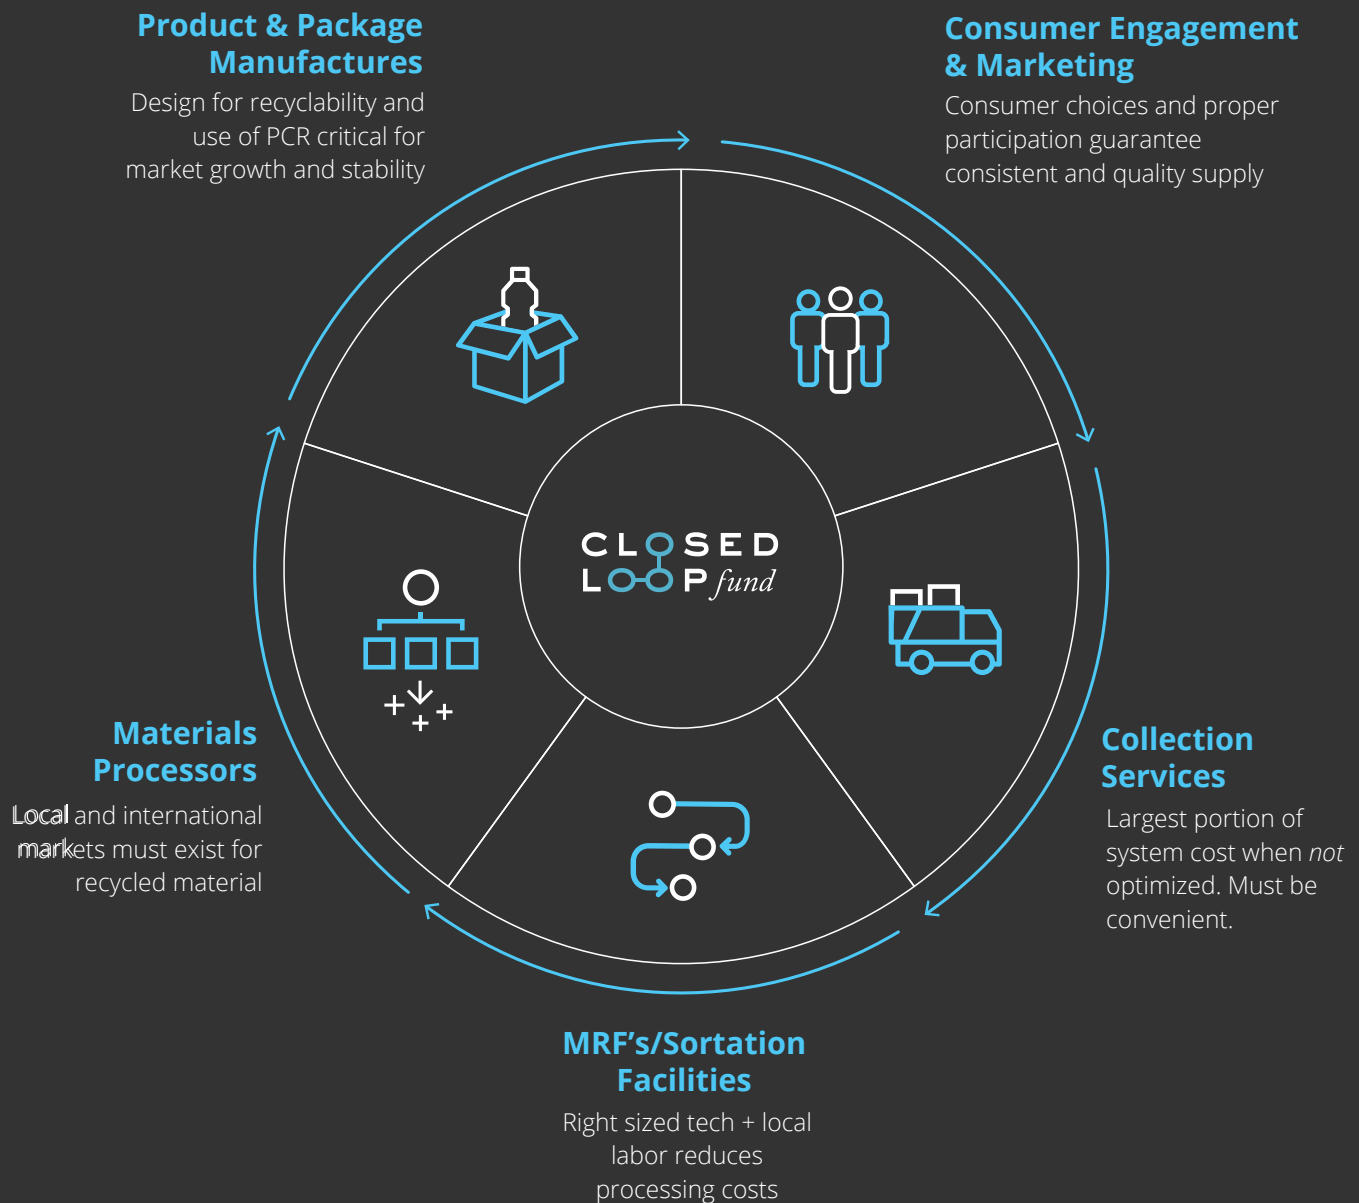 Product & Package
Manufactures
Design for recyclability and
use of PCR critical for
market growth and stability
Consumer Engagement
& Marketing
Consumer choices and proper
participation guarantee
consistent and quality supply
CLOSED
LOOP fund
Materials
Processors
Local and international
markets must exist for
recycled material
Collection
Services
Largest portion of
system cost when not
optimized. Must be
convenient.
MRF’s/Sortation
Facilities
Right sized tech + local
labor reduces
processing costs